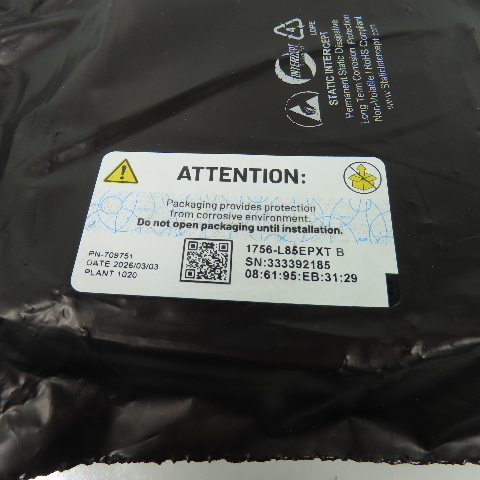 INTERCEPT
LDPE
STATIC INTERCEPT
Permanent Static Dissipative
Long Term Corrosion Protection
Non-Volatile / RoHS Compliant
www.staticintercept.com
ATTENTION:
Packaging provides protection
from corrosive environment.
Do not open packaging until installation.
PN-709751
DATE 2026/03/03
PLANT 1020
1756-L85EPXT B
SN:333392185
08:61:95:EB:31:29